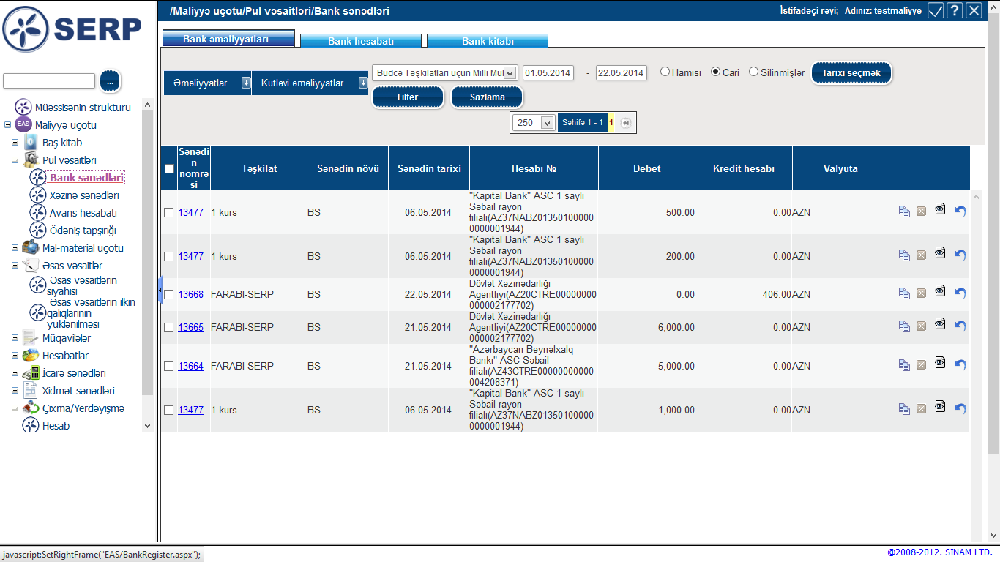 SERP
/Maliyyə uçotu/Pul vəsaitləri/Bank sənədləri
İstifadəçi rəyi; Adınız: testmaliyye
Bank əməliyyatları Bank hesabatı Bank kitabı
...
Əməliyyatlar Kütləvi əməliyyatlar
Büdcə Təşkilatları üçün Milli Mül 01.05.2014 - 22.05.2014 Hamısı Cari Silinmişlər Tarixi seçmək
Filter Sazlama
250 Səhifə 1 - 1 1
Müəssisənin strukturu
EAS Maliyyə uçotu
Baş kitab
Pul vəsaitləri
Bank sənədləri
Xəzinə sənədləri
Avans hesabatı
Ödəniş tapşırığı
Mal-material uçotu
Əsas vəsaitlər
Əsas vəsaitlərin
siyahısı
Əsas vəsaitlərin ilkin
qalıqlarının
yüklənilməsi
Müqavilələr
Hesabatlar
İcarə sənədləri
Xidmət sənədləri
Çıxma/Yerdəyişmə
Hesab
Sənədi
n
nömrə
si
Təşkilat Sənədin növü Sənədin tarixi Hesabı № Debet Kredit hesabı Valyuta
"Kapital Bank" ASC 1 saylı
Səbail rayon
13477 1 kurs BS 06.05.2014 filialı(AZ37NABZ01350100000 500.00 0.00 AZN
0000001944)
"Kapital Bank" ASC 1 saylı
Səbail rayon
13477 1 kurs BS 06.05.2014 filialı(AZ37NABZ01350100000 200.00 0.00 AZN
0000001944)
Dövlət Xəzinədarlığı
13668 FARABI-SERP BS 22.05.2014 Agentliyi(AZ20CTRE00000000 0.00 406.00 AZN
000002177702)
Dövlət Xəzinədarlığı
13665 FARABI-SERP BS 21.05.2014 Agentliyi(AZ20CTRE00000000 6,000.00 0.00 AZN
000002177702)
"Azərbaycan Beynəlxalq
Bankı" ASC Səbail
13664 FARABI-SERP BS 21.05.2014 filialı(AZ43CTRE00000000000 5,000.00 0.00 AZN
004208371)
"Kapital Bank" ASC 1 saylı
Səbail rayon
13477 1 kurs BS 06.05.2014 filialı(AZ37NABZ01350100000 1,000.00 0.00 AZN
0000001944)
javascript:SetRightFrame("EAS/BankRegister.aspx");
@2008-2012. SINAM LTD.